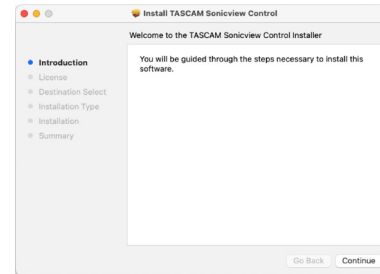 Install TASCAM Sonicview Control
Welcome to the TASCAM Sonicview Control Installer
Introduction
License
Destination Select
Installation Type
Installation
Summary
You will be guided through the steps necessary to install this
software.
Go Back
Continue